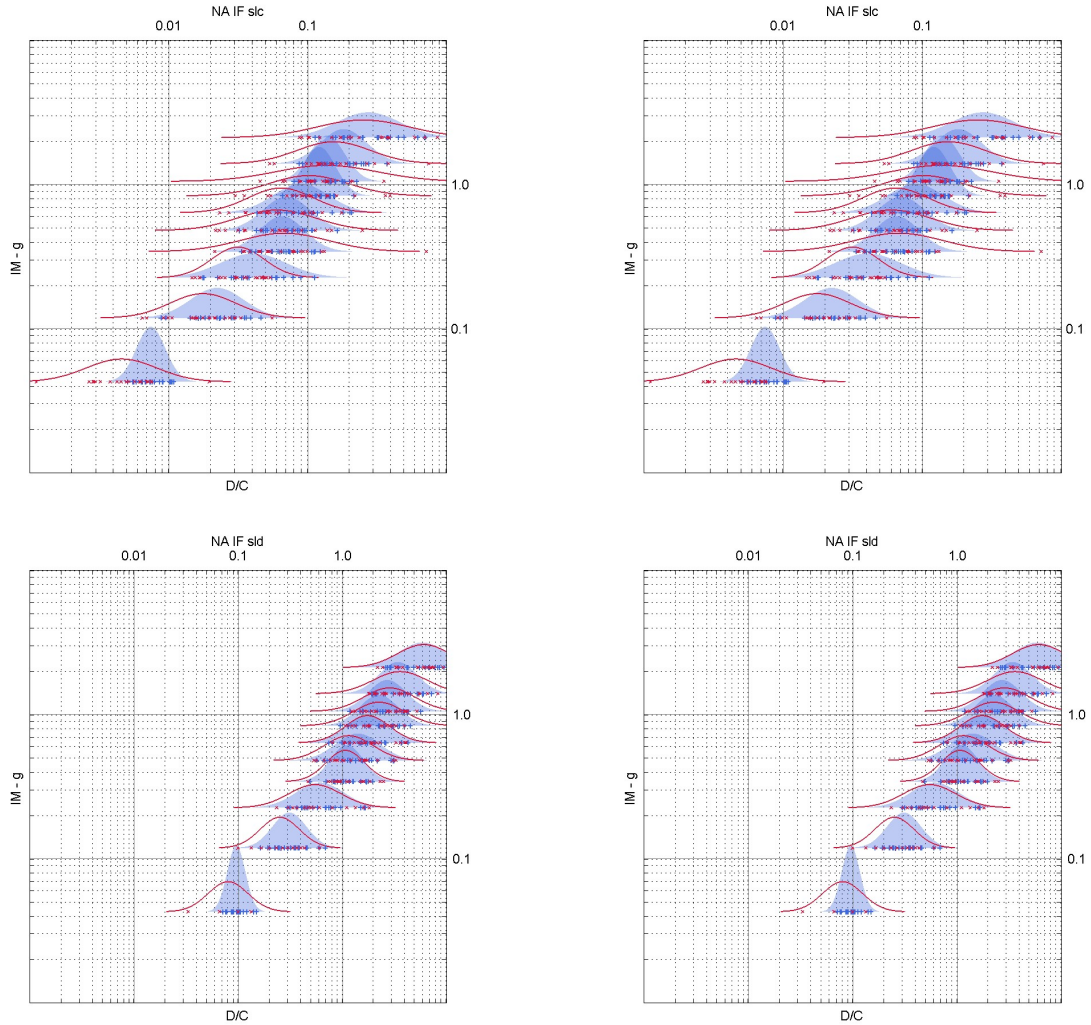 NA IF slc
0.01 0.1
IM - g
1.0
0.1
D/C
NA IF slc
0.01 0.1
IM - g
1.0
0.1
D/C
NA IF sld
0.01 0.1 1.0
IM - g
1.0
0.1
D/C
NA IF sld
0.01 0.1 1.0
IM - g
1.0
0.1
D/C